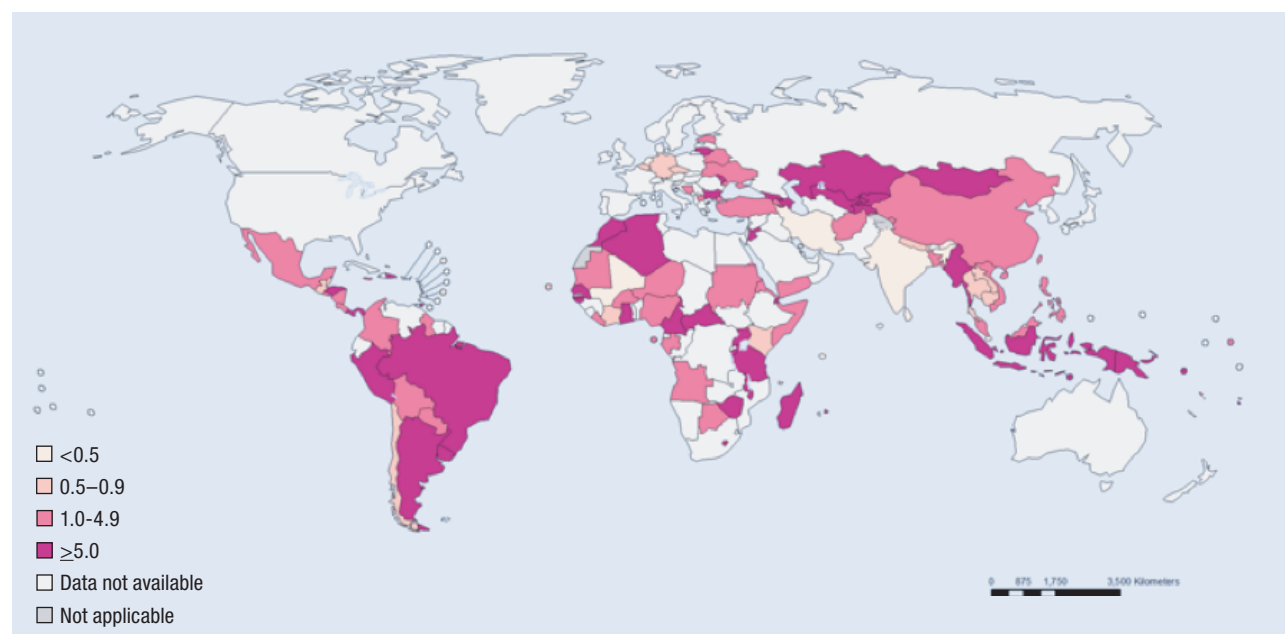 <0.5
0.5–0.9
1.0-4.9
≥5.0
Data not available
Not applicable
0 875 1,750 3,500 Kilometers